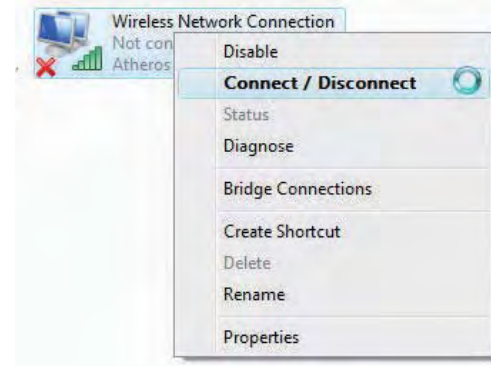 Wireless Network Connection
Not con
Atheros
Disable
Connect / Disconnect
Status
Diagnose
Bridge Connections
Create Shortcut
Delete
Rename
Properties